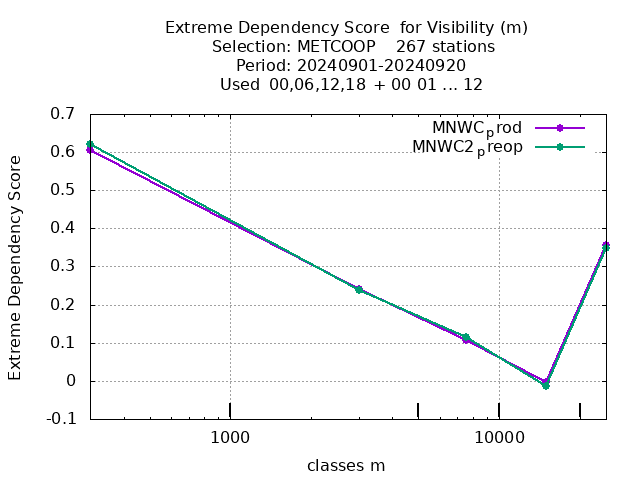 Extreme Dependency Score  for Visibility (m)
Selection: METCOOP    267 stations
Period: 20240901-20240920
Used  00,06,12,18 + 00 01 ... 12
MNWC_prod
MNWC2_preop
0.7
0.6
0.5
0.4
0.3
0.2
0.1
0
-0.1
Extreme Dependency Score
1000 10000
classes m